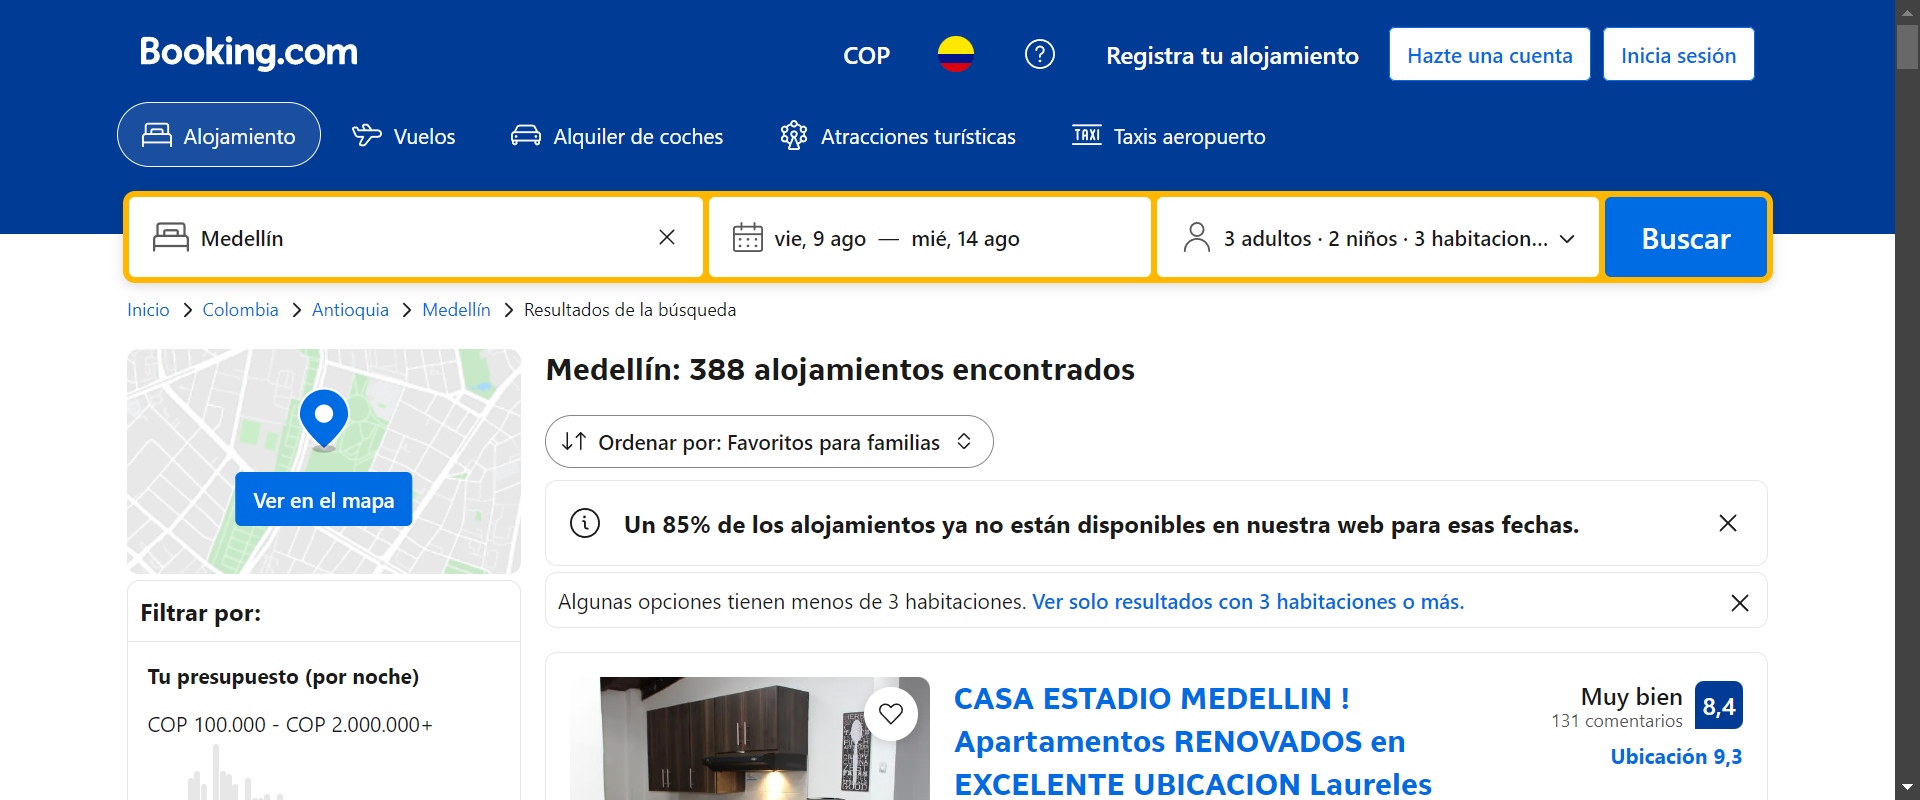 Booking.com
COP
Registra tu alojamiento
Hazte una cuenta
Inicia sesión
Alojamiento
Vuelos
Alquiler de coches
Atracciones turísticas
TAXI Taxis aeropuerto
Medellín
vie, 9 ago — mié, 14 ago
3 adultos · 2 niños · 3 habitacion...
Buscar
Inicio > Colombia > Antioquia > Medellín > Resultados de la búsqueda
Ver en el mapa
Medellín: 388 alojamientos encontrados
Ordenar por: Favoritos para familias
Un 85% de los alojamientos ya no están disponibles en nuestra web para esas fechas.
Algunas opciones tienen menos de 3 habitaciones. Ver solo resultados con 3 habitaciones o más.
Filtrar por:
Tu presupuesto (por noche)
COP 100.000 - COP 2.000.000+
CASA ESTADIO MEDELLIN !
Apartamentos RENOVADOS en
EXCELENTE UBICACION Laureles
Muy bien
131 comentarios
8,4
Ubicación 9,3